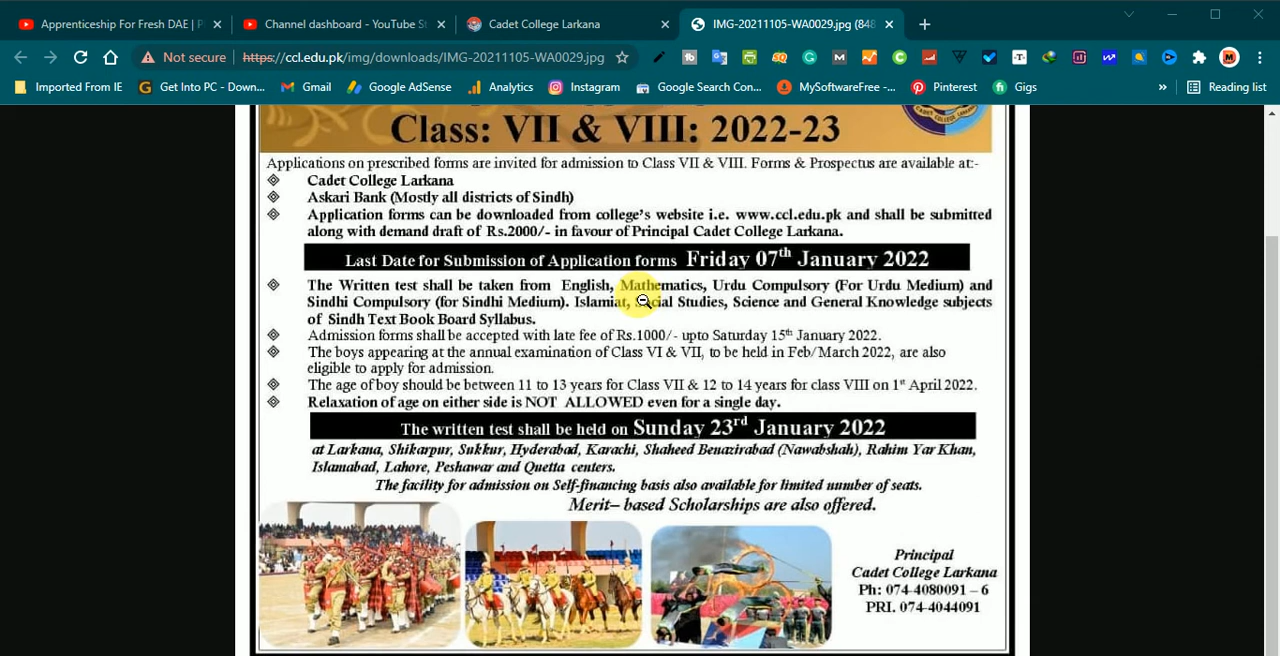 Apprenticeship For Fresh DAE | P
Channel dashboard - YouTube St
Cadet College Larkana
IMG-20211105-WA0029.jpg (848
Not secure
https://ccl.edu.pk/img/downloads/IMG-20211105-WA0029.jpg
Imported From IE
Get Into PC - Down...
Gmail
Google AdSense
Analytics
Instagram
Google Search Con...
MySoftwareFree -...
Pinterest
Gigs
»
Reading list
Class: VII & VIII: 2022-23
Applications on prescribed forms are invited for admission to Class VII & VIII. Forms & Prospectus are available at:-
Cadet College Larkana
Askari Bank (Mostly all districts of Sindh)
Application forms can be downloaded from college's website i.e. www.ccl.edu.pk and shall be submitted
along with demand draft of Rs.2000/- in favour of Principal Cadet College Larkana.
Last Date for Submission of Application forms Friday 07th January 2022
The Written test shall be taken from English, Mathematics, Urdu Compulsory (For Urdu Medium) and
Sindhi Compulsory (for Sindhi Medium). Islamiat, Social Studies, Science and General Knowledge subjects
of Sindh Text Book Board Syllabus.
Admission forms shall be accepted with late fee of Rs.1000/- upto Saturday 15th January 2022.
The boys appearing at the annual examination of Class VI & VII, to be held in Feb/March 2022, are also
eligible to apply for admission.
The age of boy should be between 11 to 13 years for Class VII & 12 to 14 years for class VIII on 1st April 2022.
Relaxation of age on either side is NOT ALLOWED even for a single day.
The written test shall be held on Sunday 23rd January 2022
at Larkana, Shikarpur, Sukkur, Hyderabad, Karachi, Shaheed Benazirabad (Nawabshah), Rahim Yar Khan,
Islamabad, Lahore, Peshawar and Quetta centers.
The facility for admission on Self-financing basis also available for limited number of seats.
Merit– based Scholarships are also offered.
Principal
Cadet College Larkana
Ph: 074-4080091 – 6
PRI. 074-4044091